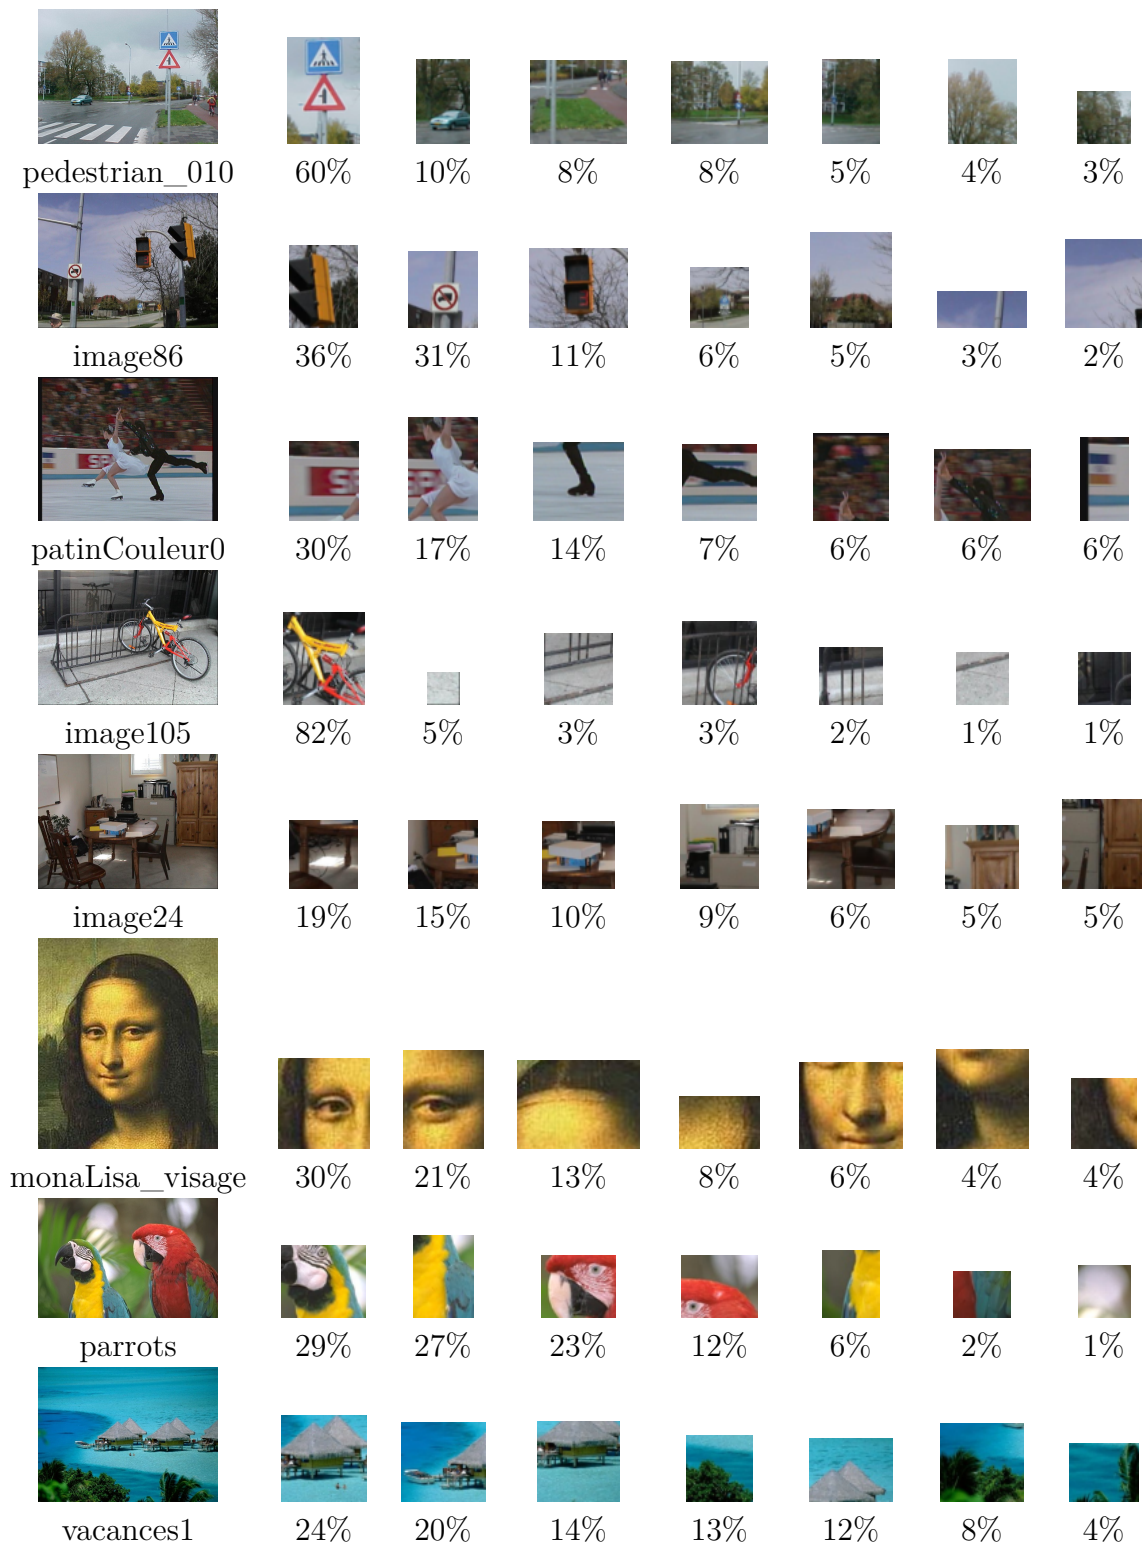 pedestrian_010 60% 10% 8% 8% 5% 4% 3%
image86 36% 31% 11% 6% 5% 3% 2%
patinCouleur0 30% 17% 14% 7% 6% 6% 6%
image105 82% 5% 3% 3% 2% 1% 1%
image24 19% 15% 10% 9% 6% 5% 5%
monaLisa_visage 30% 21% 13% 8% 6% 4% 4%
parrots 29% 27% 23% 12% 6% 2% 1%
vacances1 24% 20% 14% 13% 12% 8% 4%